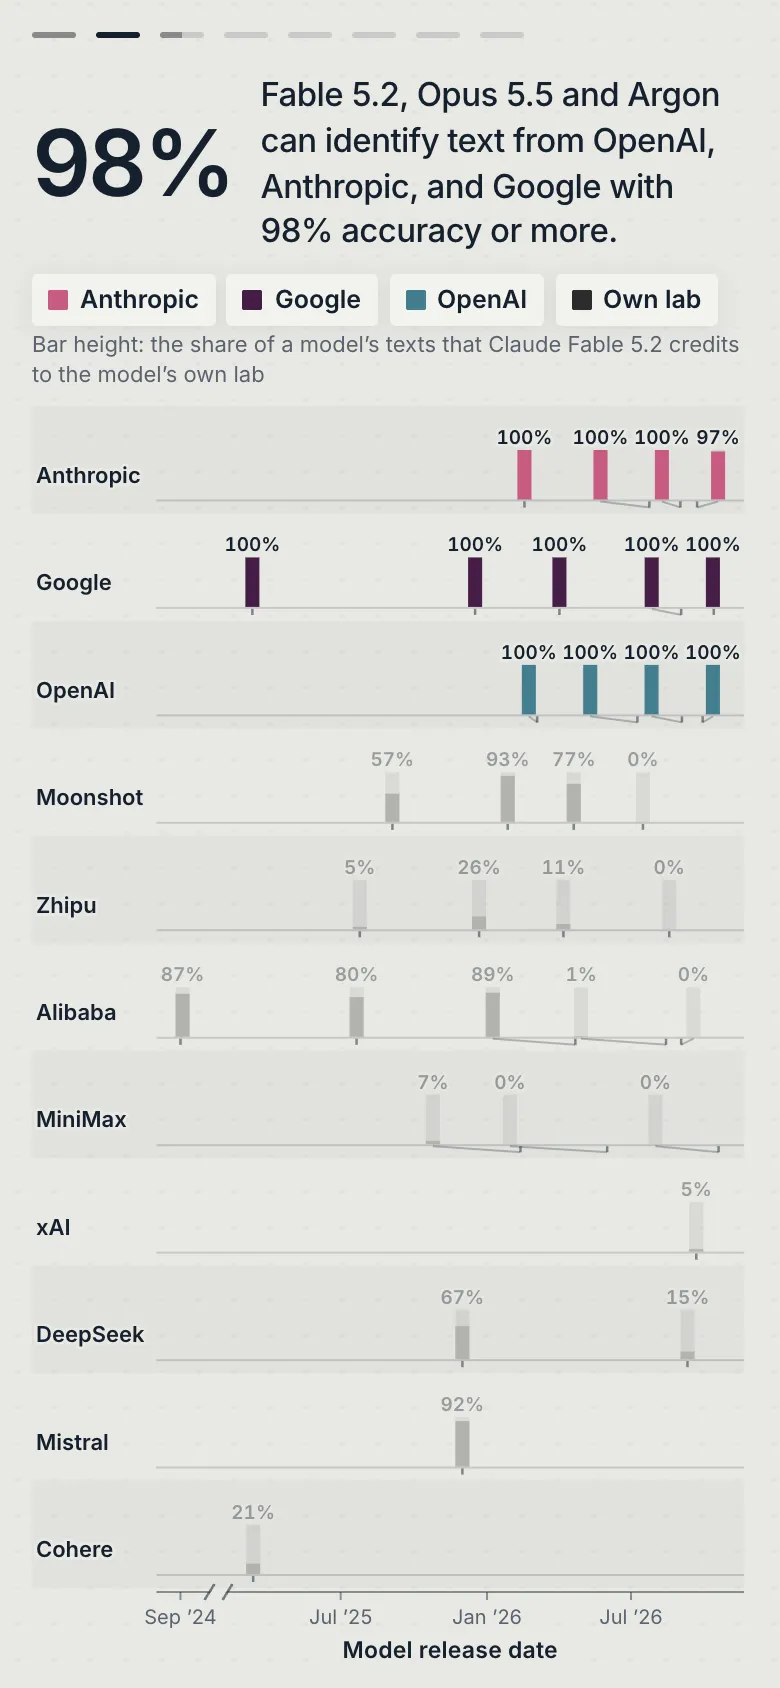 98%
Fable 5.2, Opus 5.5 and Argon
can identify text from OpenAI,
Anthropic, and Google with
98% accuracy or more.
Anthropic Google OpenAI Own lab
Bar height: the share of a model’s texts that Claude Fable 5.2 credits
to the model’s own lab
100% 100% 100% 97%
Anthropic
100% 100% 100% 100% 100%
Google
100% 100% 100% 100%
OpenAI
57% 93% 77% 0%
Moonshot
5% 26% 11% 0%
Zhipu
87% 80% 89% 1% 0%
Alibaba
7% 0% 0%
MiniMax
5%
xAI
67% 15%
DeepSeek
92%
Mistral
21%
Cohere
Sep ’24 Jul ’25 Jan ’26 Jul ’26
Model release date